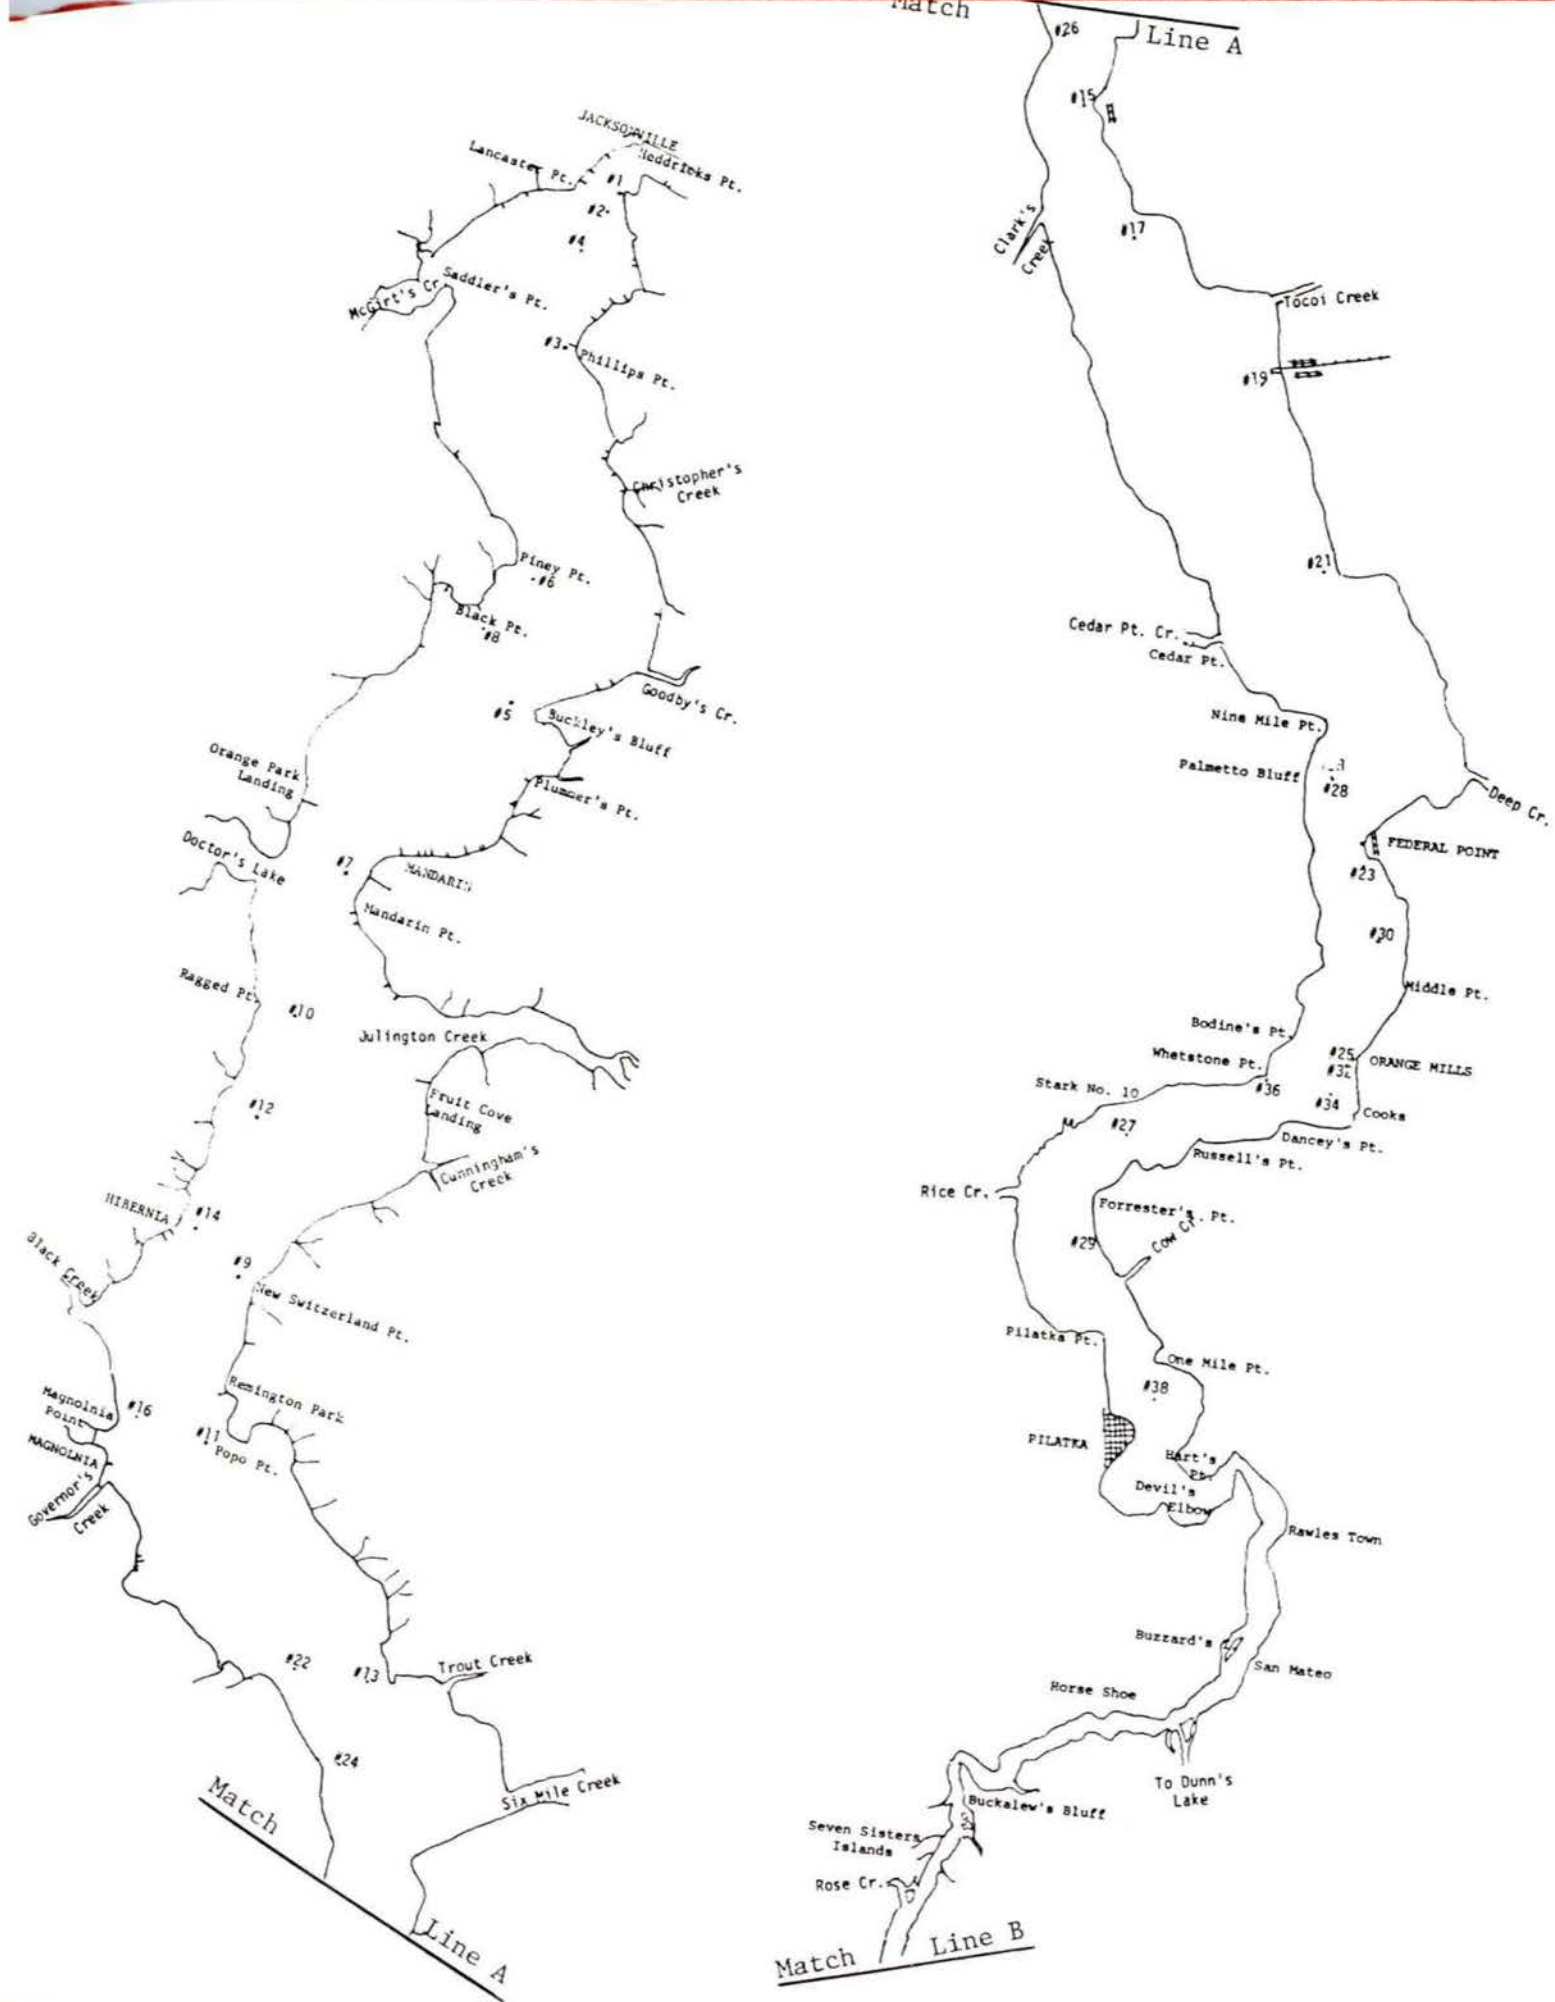 JACKSONVILLE
Lancaster Pt.
Heddricks Pt.
#1
#2
#4
McGirt's Cr.
Saddler's Pt.
#3
Phillips Pt.
Christopher's
Creek
Piney Pt.
#6
Black Pt.
#8
Goodby's Cr.
#5
Buckley's Bluff
Orange Park
Landing
Plummer's Pt.
Doctor's Lake
#7
MANDARIN
Mandarin Pt.
Ragged Pt.
#10
Julington Creek
#12
Fruit Cove
Landing
Cunningham's
Creek
HIBERNIA
#14
Black Creek
#9
New Switzerland Pt.
Remington Park
Magnolnia
Point
#16
#11
Popo Pt.
MAGNOLNIA
Governor's
Creek
#22
#13
Trout Creek
#24
Six Mile Creek
Match
Line A
Match
Line A
#26
#15
Clark's
Creek
#17
Tocoi Creek
#19
#21
Cedar Pt. Cr.
Cedar Pt.
Nine Mile Pt.
Palmetto Bluff
#28
Deep Cr.
FEDERAL POINT
#23
#30
Middle Pt.
Bodine's Pt.
Whetstone Pt.
#25
#32
ORANGE MILLS
Stark No. 10
#36
#34
Cooks
#27
Dancey's Pt.
Russell's Pt.
Rice Cr.
Forrester's Pt.
#29
Cow Cr.
Pilatka Pt.
One Mile Pt.
#38
PILATKA
Hart's
Pt.
Devil's
Elbow
Rawles Town
Buzzard's
San Mateo
Horse Shoe
To Dunn's
Lake
Buckalew's Bluff
Seven Sisters
Islands
Rose Cr.
Match
Line B